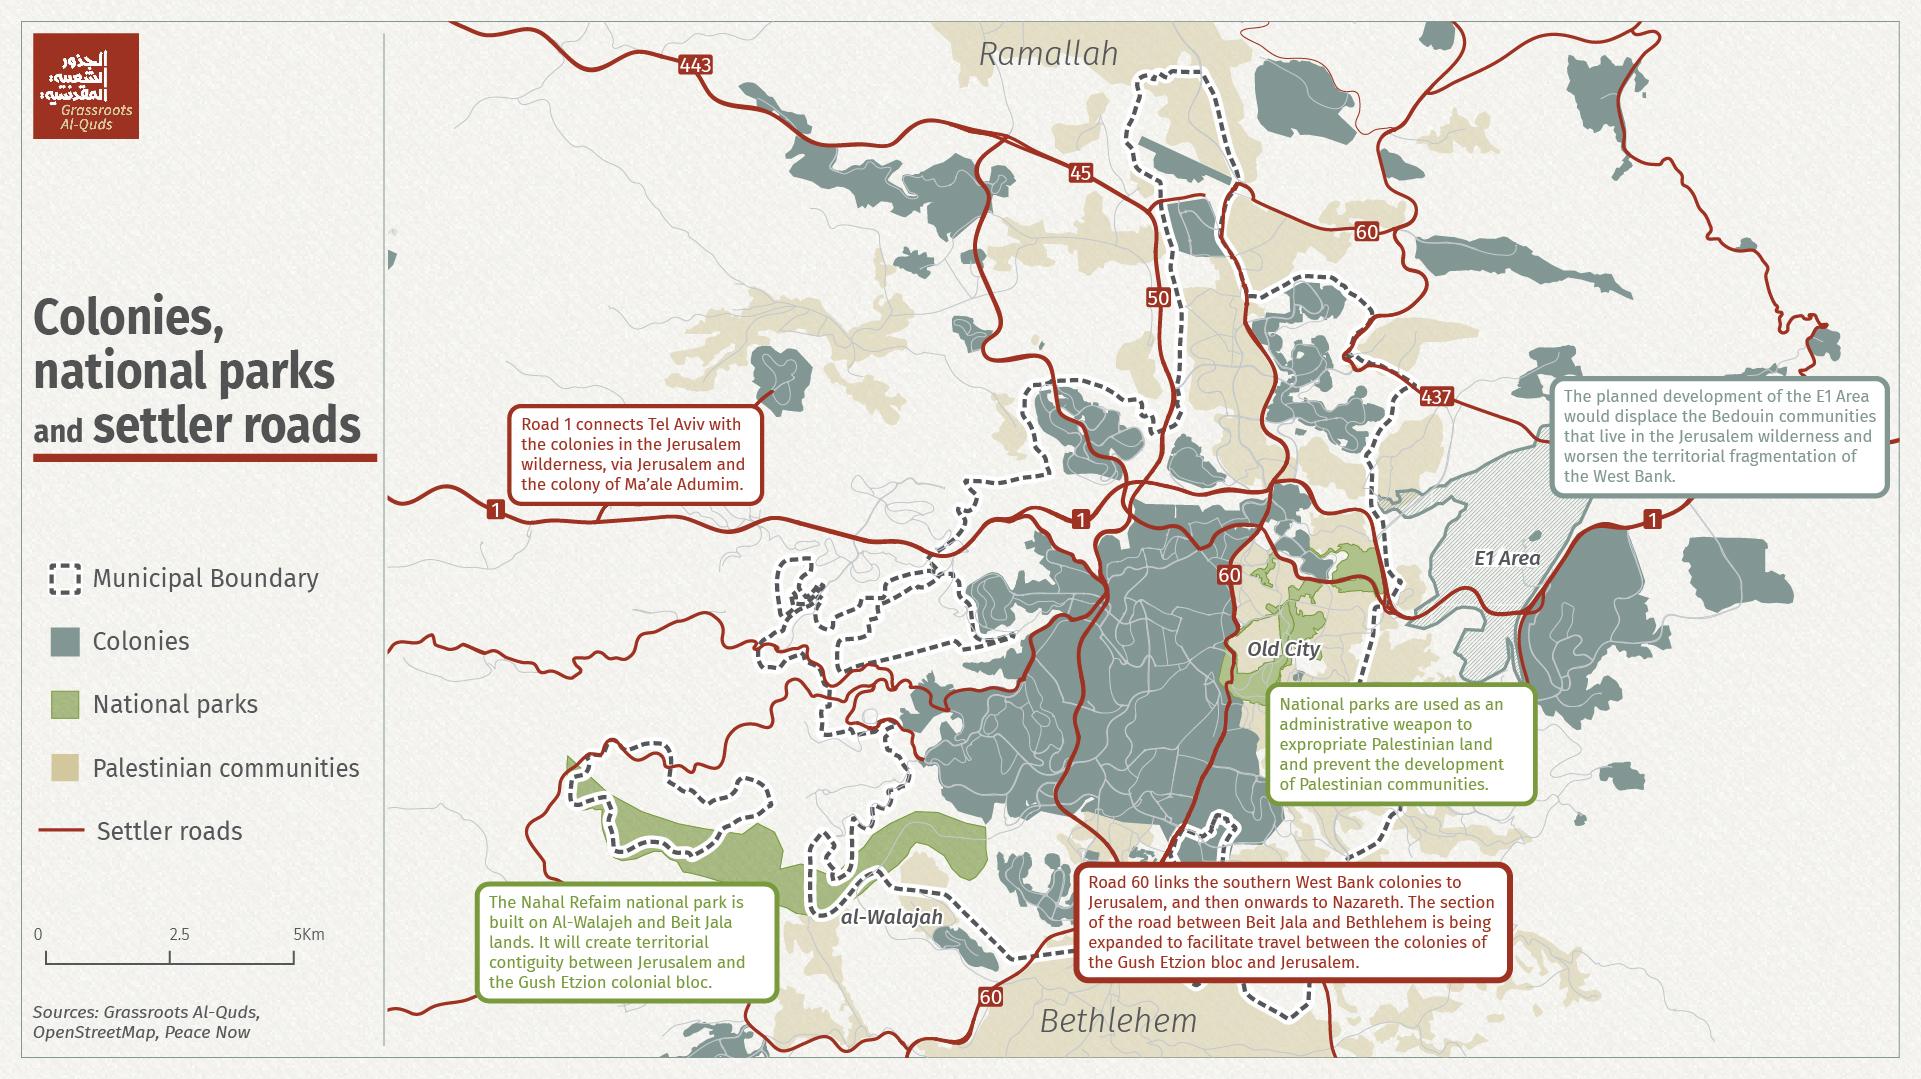 الجذور
الشعبية
المقدسية
Grassroots
Al-Quds
Colonies,
national parks
and settler roads
Municipal Boundary
Colonies
National parks
Palestinian communities
Settler roads
0 2.5 5Km
Sources: Grassroots Al-Quds,
OpenStreetMap, Peace Now
Ramallah
443
45
60
50
437
The planned development of the E1 Area
would displace the Bedouin communities
that live in the Jerusalem wilderness and
worsen the territorial fragmentation of
the West Bank.
Road 1 connects Tel Aviv with
the colonies in the Jerusalem
wilderness, via Jerusalem and
the colony of Ma'ale Adumim.
1
1
1
E1 Area
60
Old City
National parks are used as an
administrative weapon to
expropriate Palestinian land
and prevent the development
of Palestinian communities.
The Nahal Refaim national park is
built on Al-Walajeh and Beit Jala
lands. It will create territorial
contiguity between Jerusalem and
the Gush Etzion colonial bloc.
al-Walajah
Road 60 links the southern West Bank colonies to
Jerusalem, and then onwards to Nazareth. The section
of the road between Beit Jala and Bethlehem is being
expanded to facilitate travel between the colonies of
the Gush Etzion bloc and Jerusalem.
60
Bethlehem